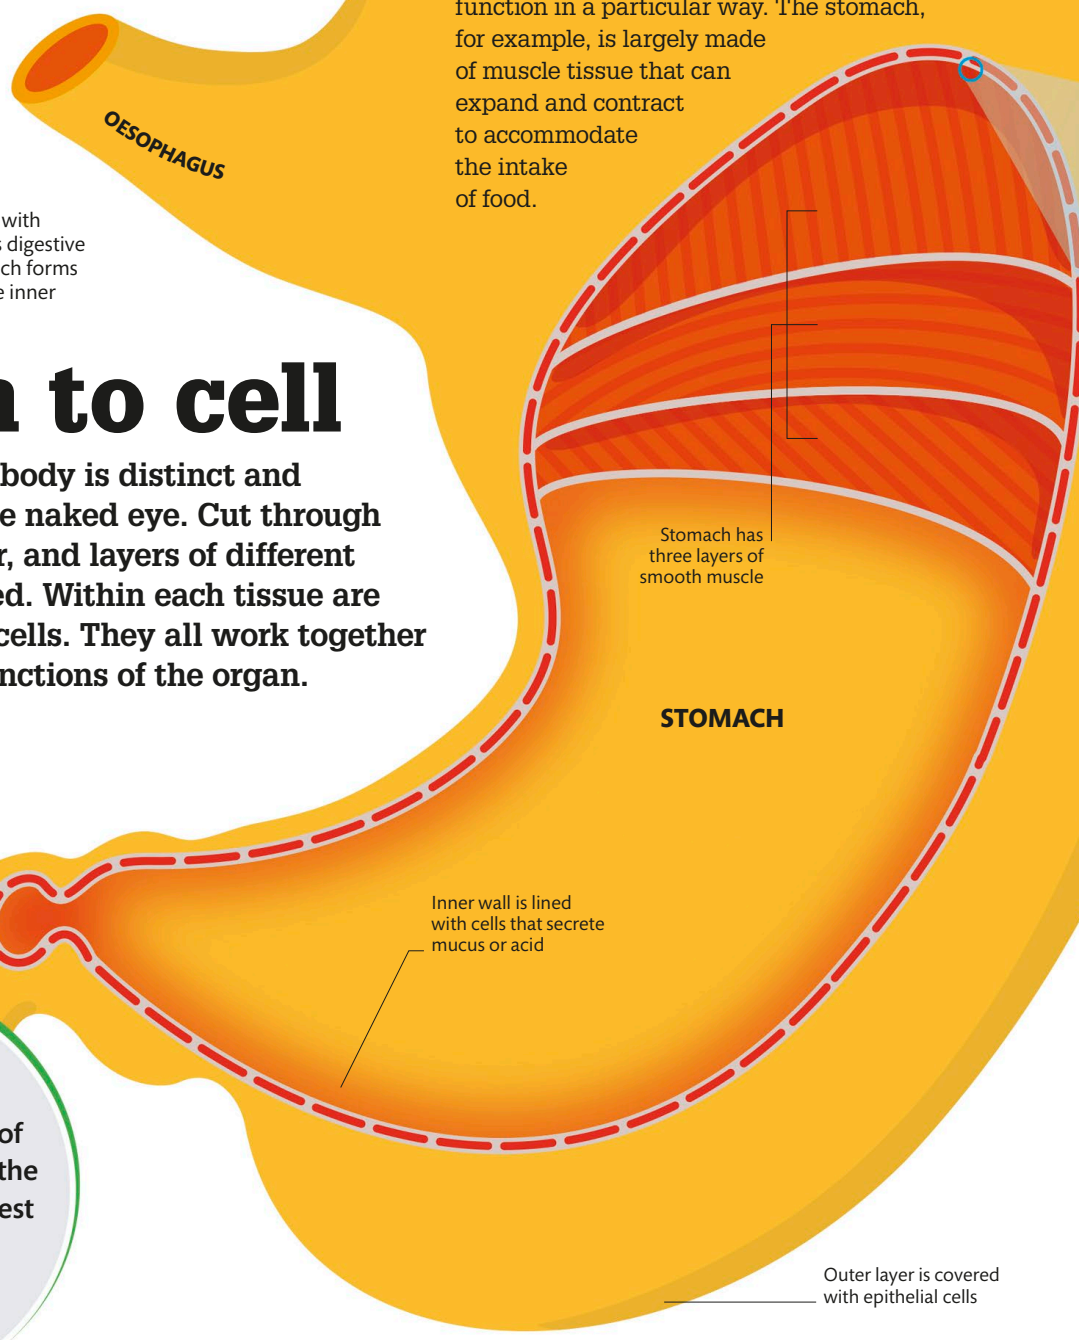 function in a particular way. The stomach,
for example, is largely made
of muscle tissue that can
expand and contract
to accommodate
the intake
of food.
OESOPHAGUS
with
digestive
forms
inner
to cell
body is distinct and
naked eye. Cut through
and layers of different
Within each tissue are
cells. They all work together
of the organ.
Stomach has
three layers of
smooth muscle
STOMACH
Inner wall is lined
with cells that secrete
mucus or acid
of
the
Outer layer is covered
with epithelial cells